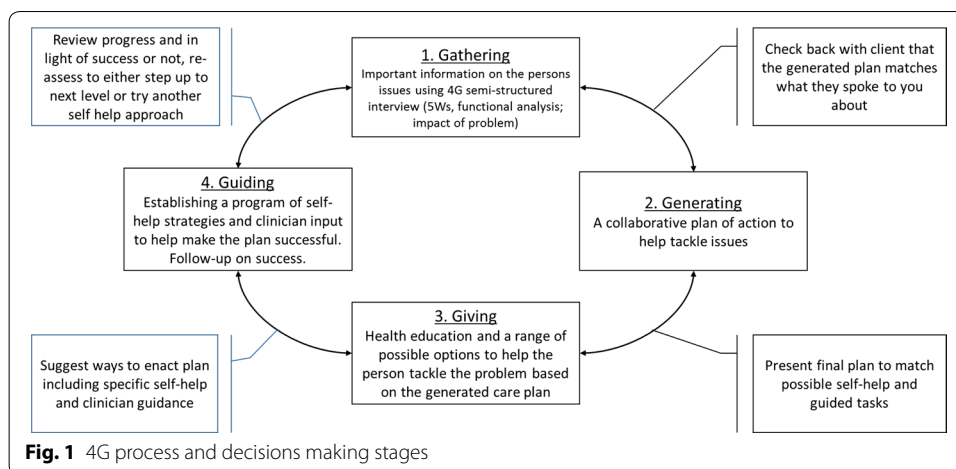 Review progress and in
light of success or not, re-
assess to either step up to
next level or try another
self help approach
1. Gathering
Important information on the persons
issues using 4G semi-structured
interview (5Ws, functional analysis;
impact of problem)
Check back with client that
the generated plan matches
what they spoke to you
about
4. Guiding
Establishing a program of self-
help strategies and clinician input
to help make the plan successful.
Follow-up on success.
2. Generating
A collaborative plan of action to
help tackle issues
3. Giving
Health education and a range of
possible options to help the
person tackle the problem based
on the generated care plan
Suggest ways to enact plan
including specific self-help
and clinician guidance
Present final plan to match
possible self-help and
guided tasks
Fig. 1 4G process and decisions making stages